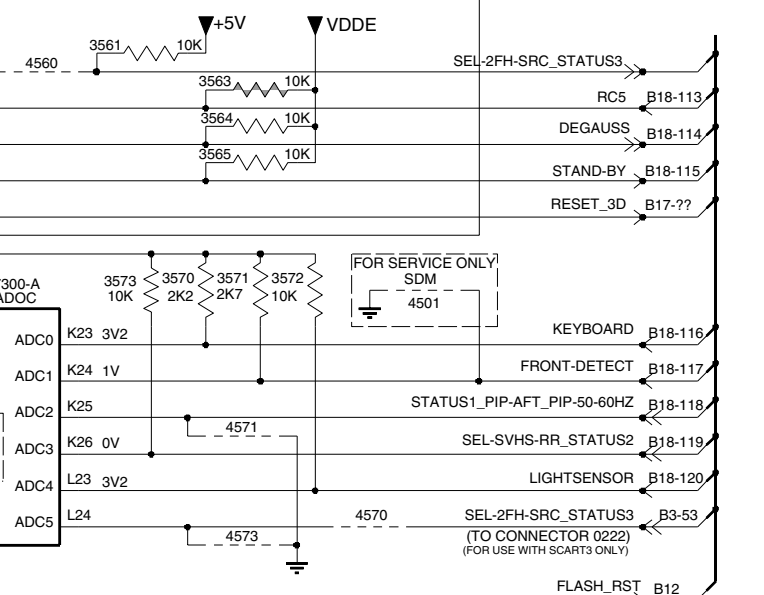 +5V
VDDE
3561
10K
4560
SEL-2FH-SRC_STATUS3
3563
10K
RC5
B18-113
3564
10K
DEGAUSS
B18-114
3565
10K
STAND-BY
B18-115
RESET_3D
B17-??
7300-A
ADOC
3573
10K
3570
2K2
3571
2K7
3572
10K
FOR SERVICE ONLY
SDM
4501
ADC0
K23
3V2
KEYBOARD
B18-116
ADC1
K24
1V
FRONT-DETECT
B18-117
ADC2
K25
STATUS1_PIP-AFT_PIP-50-60HZ
B18-118
4571
ADC3
K26
0V
SEL-SVHS-RR_STATUS2
B18-119
ADC4
L23
3V2
LIGHTSENSOR
B18-120
ADC5
L24
4570
SEL-2FH-SRC_STATUS3
B3-53
4573
(TO CONNECTOR 0222)
(FOR USE WITH SCART3 ONLY)
FLASH_RST
B12